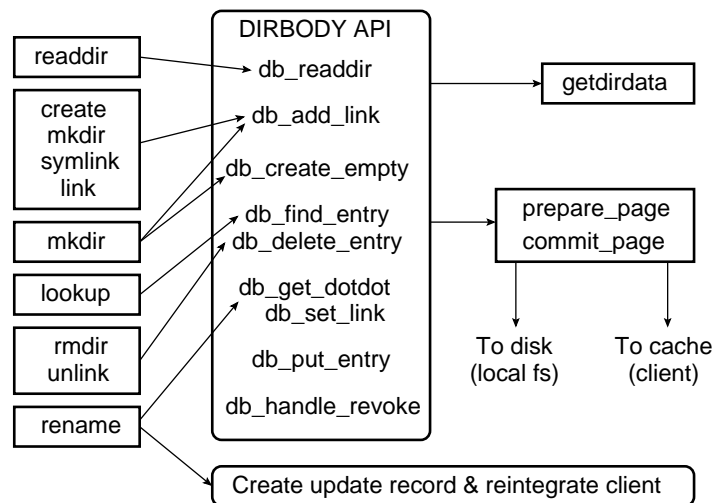 readdir
create
mkdir
symlink
link
mkdir
lookup
rmdir
unlink
rename
DIRBODY API
db_readdir
db_add_link
db_create_empty
db_find_entry
db_delete_entry
db_get_dotdot
db_set_link
db_put_entry
db_handle_revoke
getdirdata
prepare_page
commit_page
To disk
(local fs)
To cache
(client)
Create update record & reintegrate client